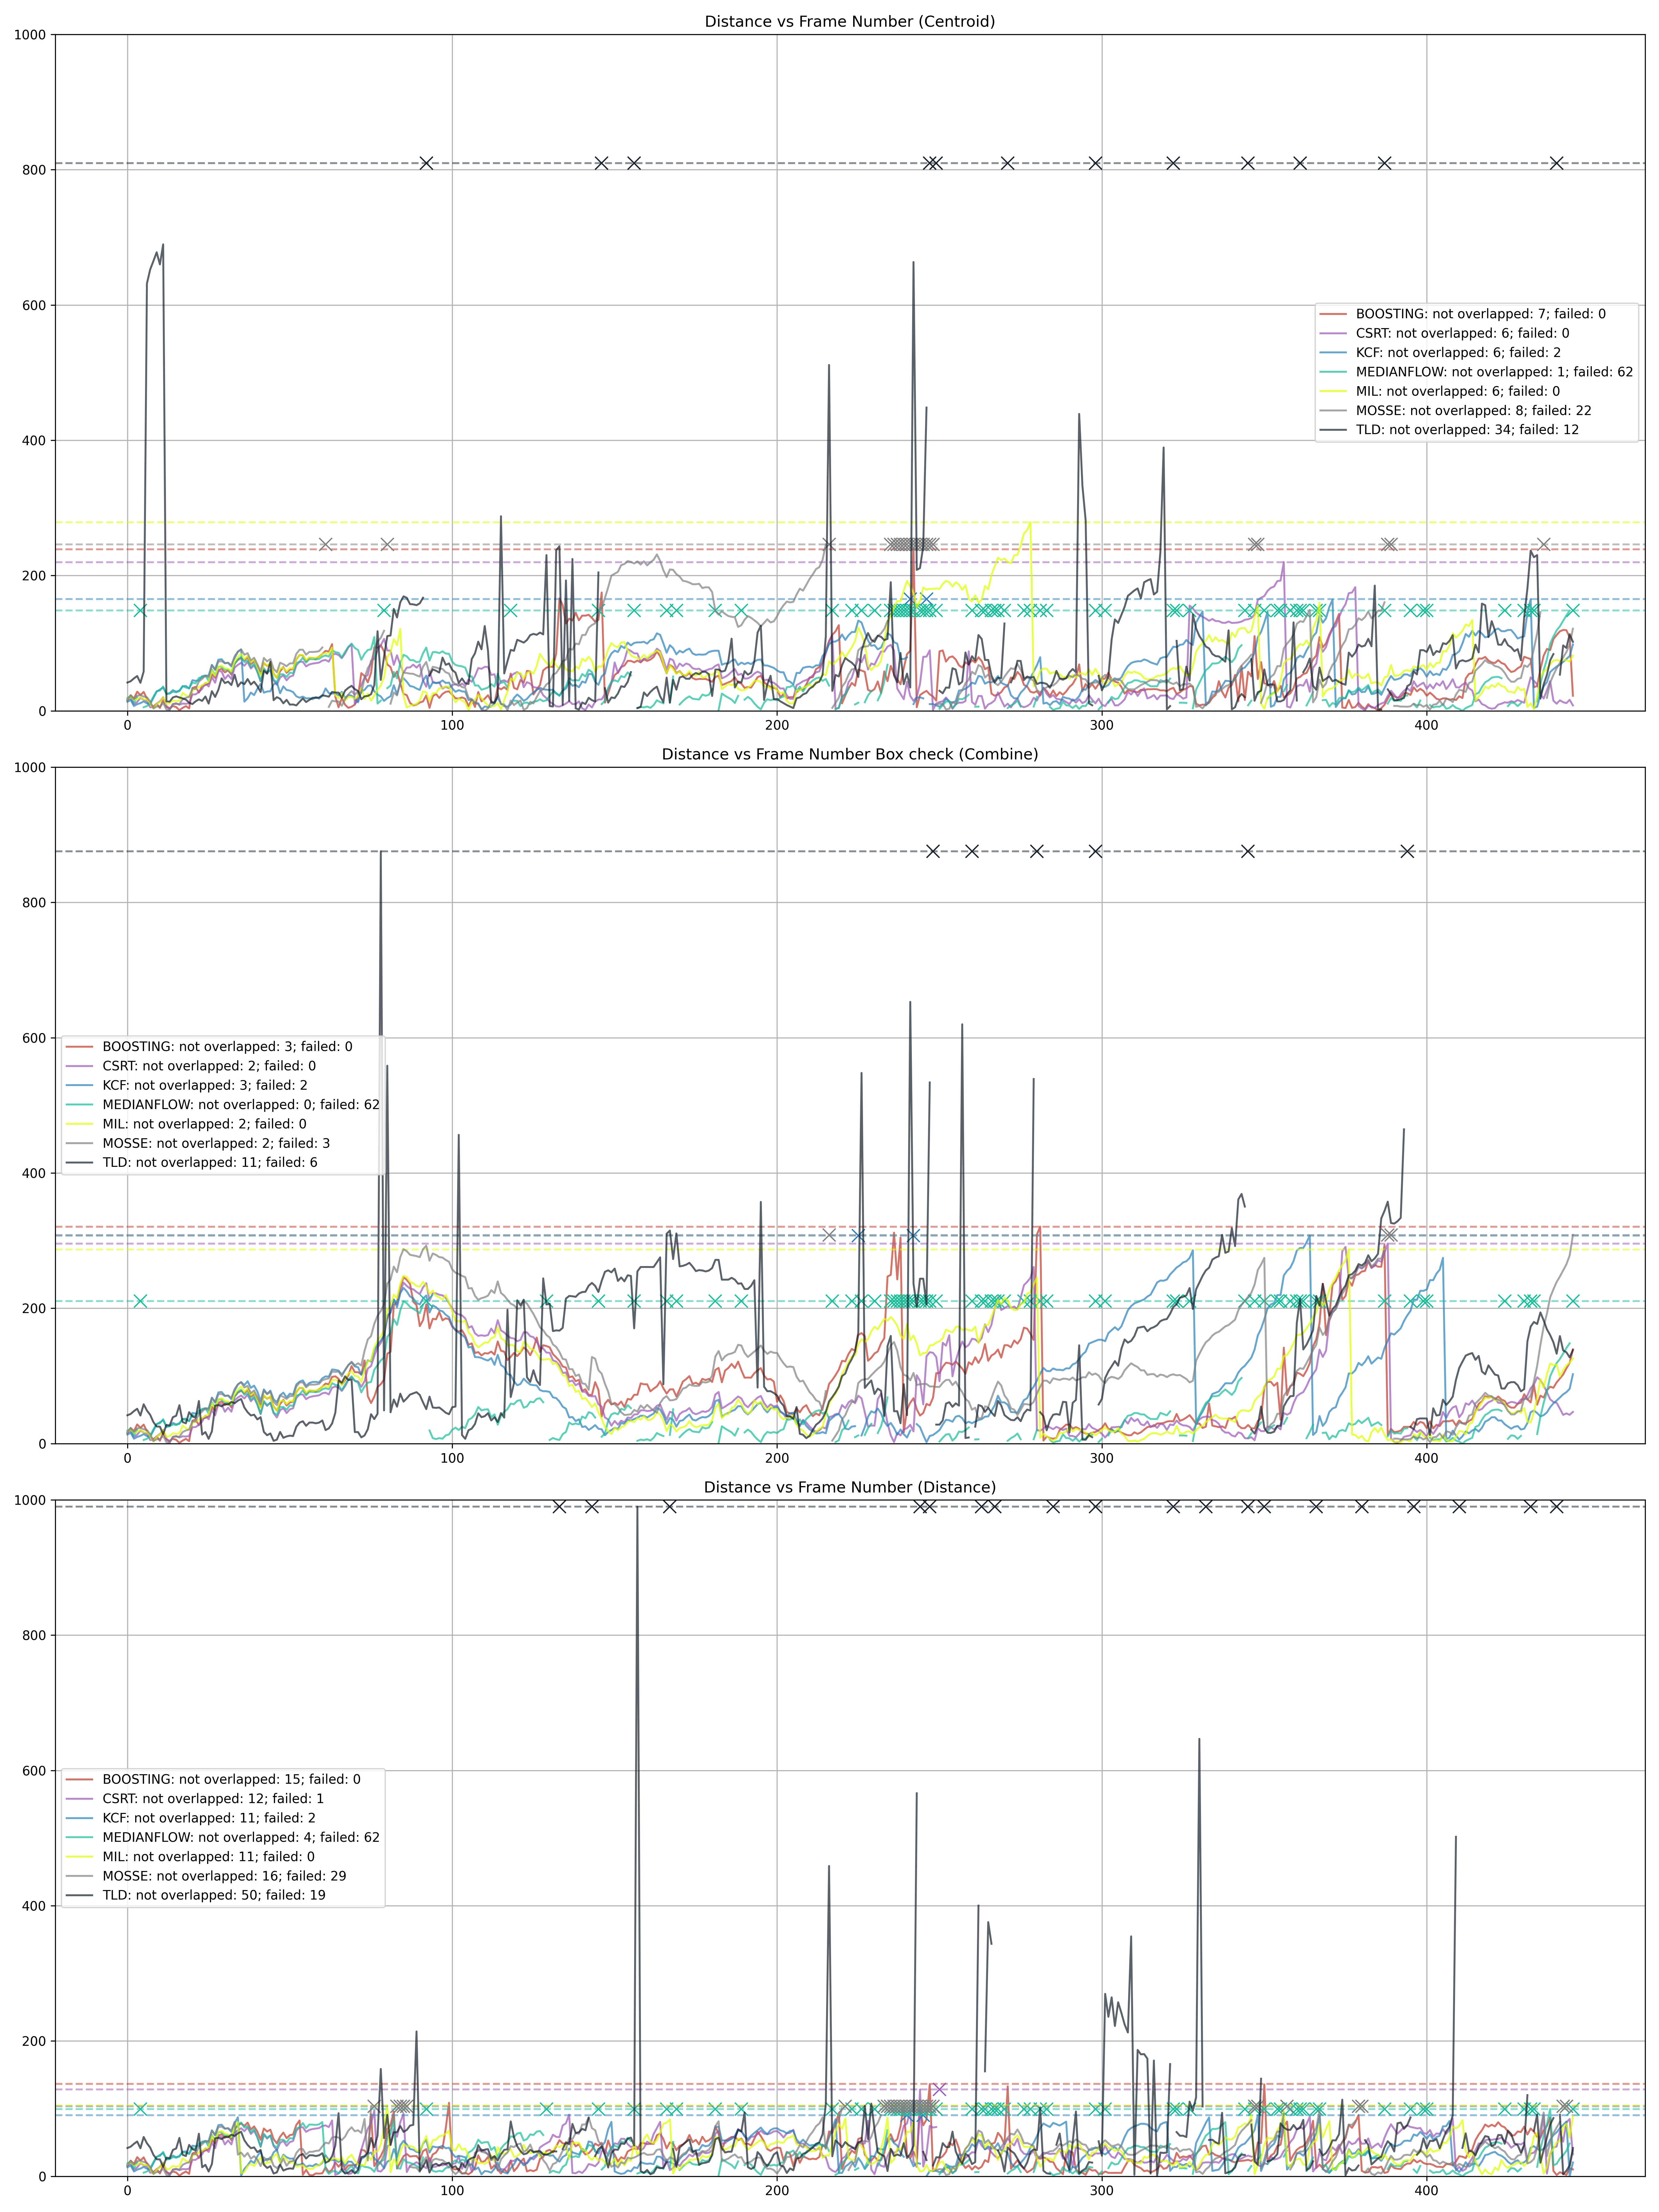 Distance vs Frame Number (Centroid)
1000
800
600
400
200
0
BOOSTING: not overlapped: 7; failed: 0
CSRT: not overlapped: 6; failed: 0
KCF: not overlapped: 6; failed: 2
MEDIANFLOW: not overlapped: 1; failed: 62
MIL: not overlapped: 6; failed: 0
MOSSE: not overlapped: 8; failed: 22
TLD: not overlapped: 34; failed: 12
0 100 200 300 400
Distance vs Frame Number Box check (Combine)
1000
800
600
400
200
0
BOOSTING: not overlapped: 3; failed: 0
CSRT: not overlapped: 2; failed: 0
KCF: not overlapped: 3; failed: 2
MEDIANFLOW: not overlapped: 0; failed: 62
MIL: not overlapped: 2; failed: 0
MOSSE: not overlapped: 2; failed: 3
TLD: not overlapped: 11; failed: 6
0 100 200 300 400
Distance vs Frame Number (Distance)
1000
800
600
400
200
0
BOOSTING: not overlapped: 15; failed: 0
CSRT: not overlapped: 12; failed: 1
KCF: not overlapped: 11; failed: 2
MEDIANFLOW: not overlapped: 4; failed: 62
MIL: not overlapped: 11; failed: 0
MOSSE: not overlapped: 16; failed: 29
TLD: not overlapped: 50; failed: 19
0 100 200 300 400